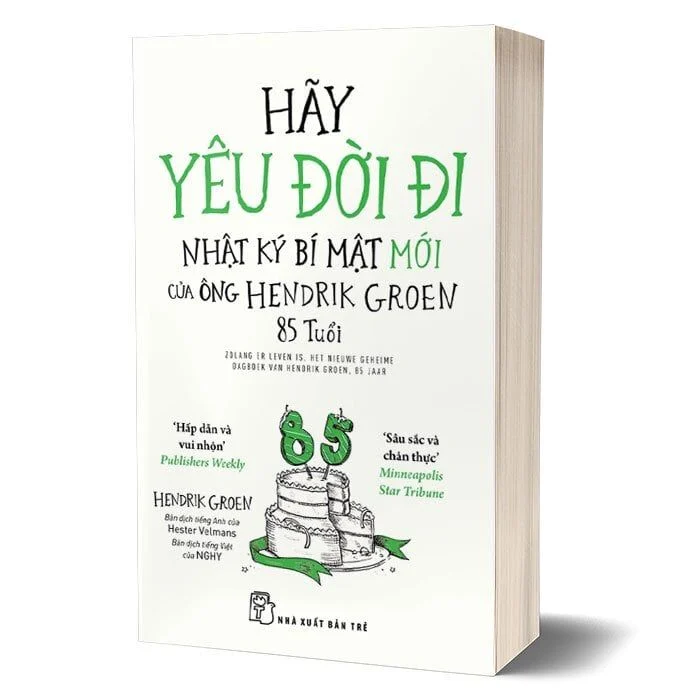 HÃY
YÊU ĐỜI ĐI
NHẬT KÝ BÍ MẬT MỚI
CỦA ÔNG HENDRIK GROEN
85 TUỔI
ZOLANG ER LEVEN IS. HET NIEUWE GEHEIME
DAGBOEK VAN HENDRIK GROEN, 85 JAAR
'Hấp dẫn và
vui nhộn'
Publishers Weekly
85
'Sâu sắc và
chân thực'
Minneapolis
Star Tribune
HENDRIK GROEN
Bản dịch tiếng Anh của
Hester Velmans
Bản dịch tiếng Việt
của NGHY
T
NHÀ XUẤT BẢN TRẺ